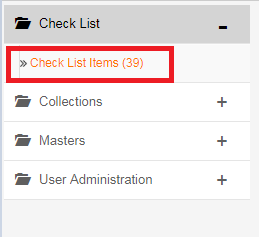 Check List -
» Check List Items (39)
Collections +
Masters +
User Administration +